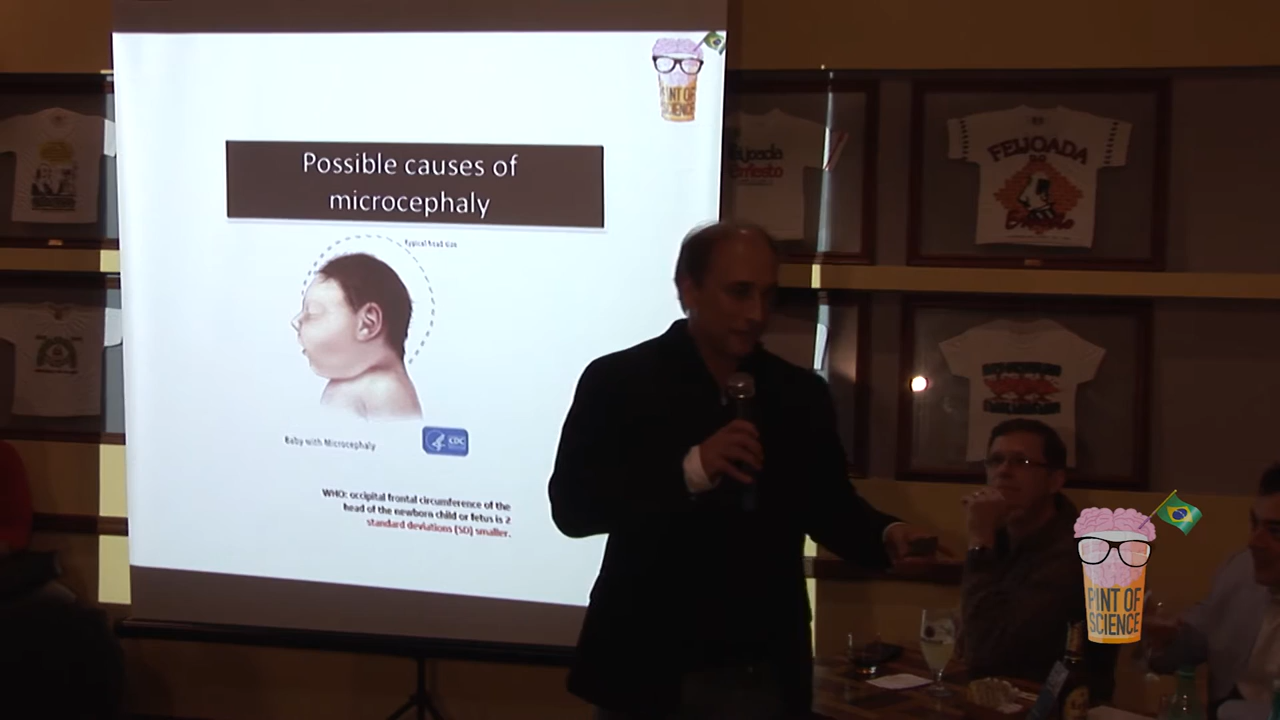 PINT OF
SCIENCE
Possible causes of
microcephaly
Typical head size
Baby with Microcephaly
CDC
WHO: occipital frontal circumference of the
head of the newborn child or fetus is 2
standard deviations (SD) smaller.
FEIJOADA
PINT OF
SCIENCE